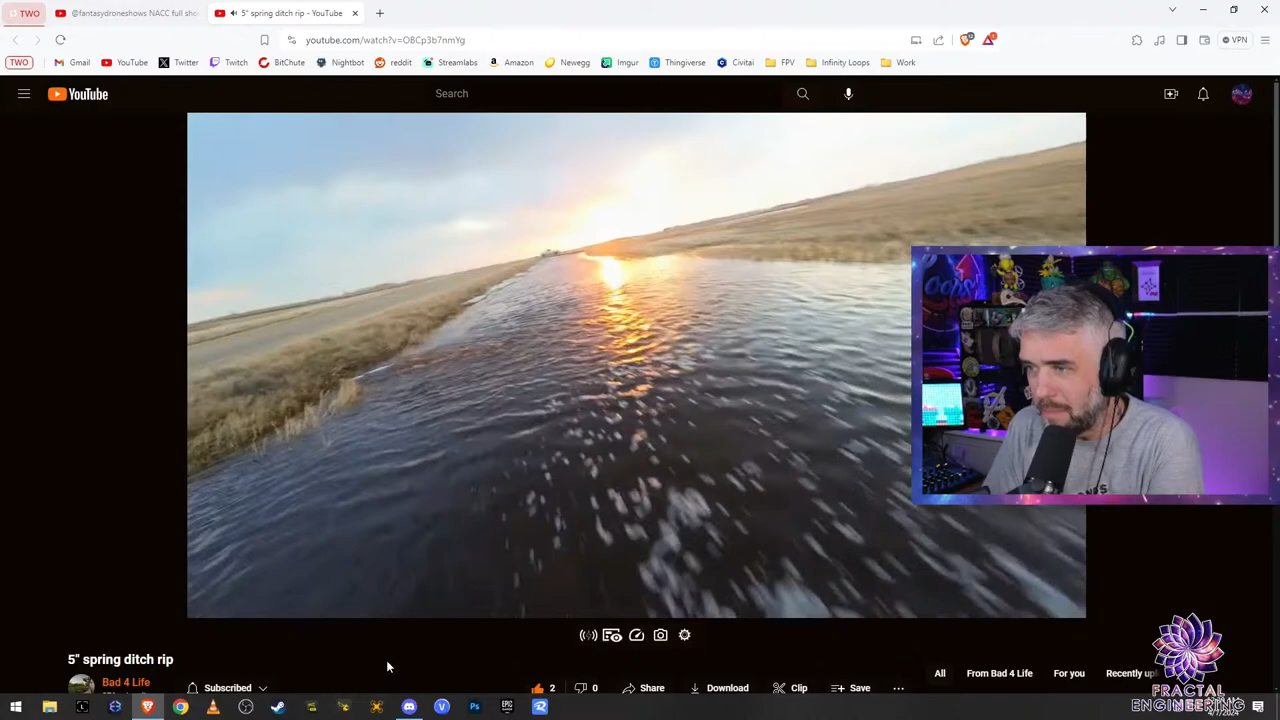 TWO
@fantasydroneshows NACC full sho
5" spring ditch rip - YouTube
youtube.com/watch?v=OBCp3b7nmYg
VPN
TWO
Gmail
YouTube
Twitter
Twitch
BitChute
Nightbot
reddit
Streamlabs
Amazon
Newegg
Imgur
Thingiverse
Civitai
FPV
Infinity Loops
Work
YouTube
Search
5" spring ditch rip
Bad 4 Life
Subscribed
2
0
Share
Download
Clip
Save
All
From Bad 4 Life
For you
Recently up
FRACTAL
ENGINEERING